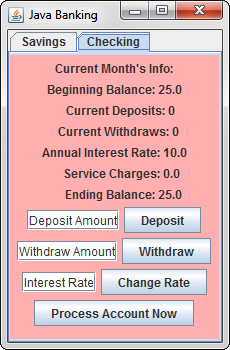 Java Banking
Savings Checking
Current Month's Info:
Beginning Balance: 25.0
Current Deposits: 0
Current Withdraws: 0
Annual Interest Rate: 10.0
Service Charges: 0.0
Ending Balance: 25.0
Deposit Amount Deposit
Withdraw Amount Withdraw
Interest Rate Change Rate
Process Account Now